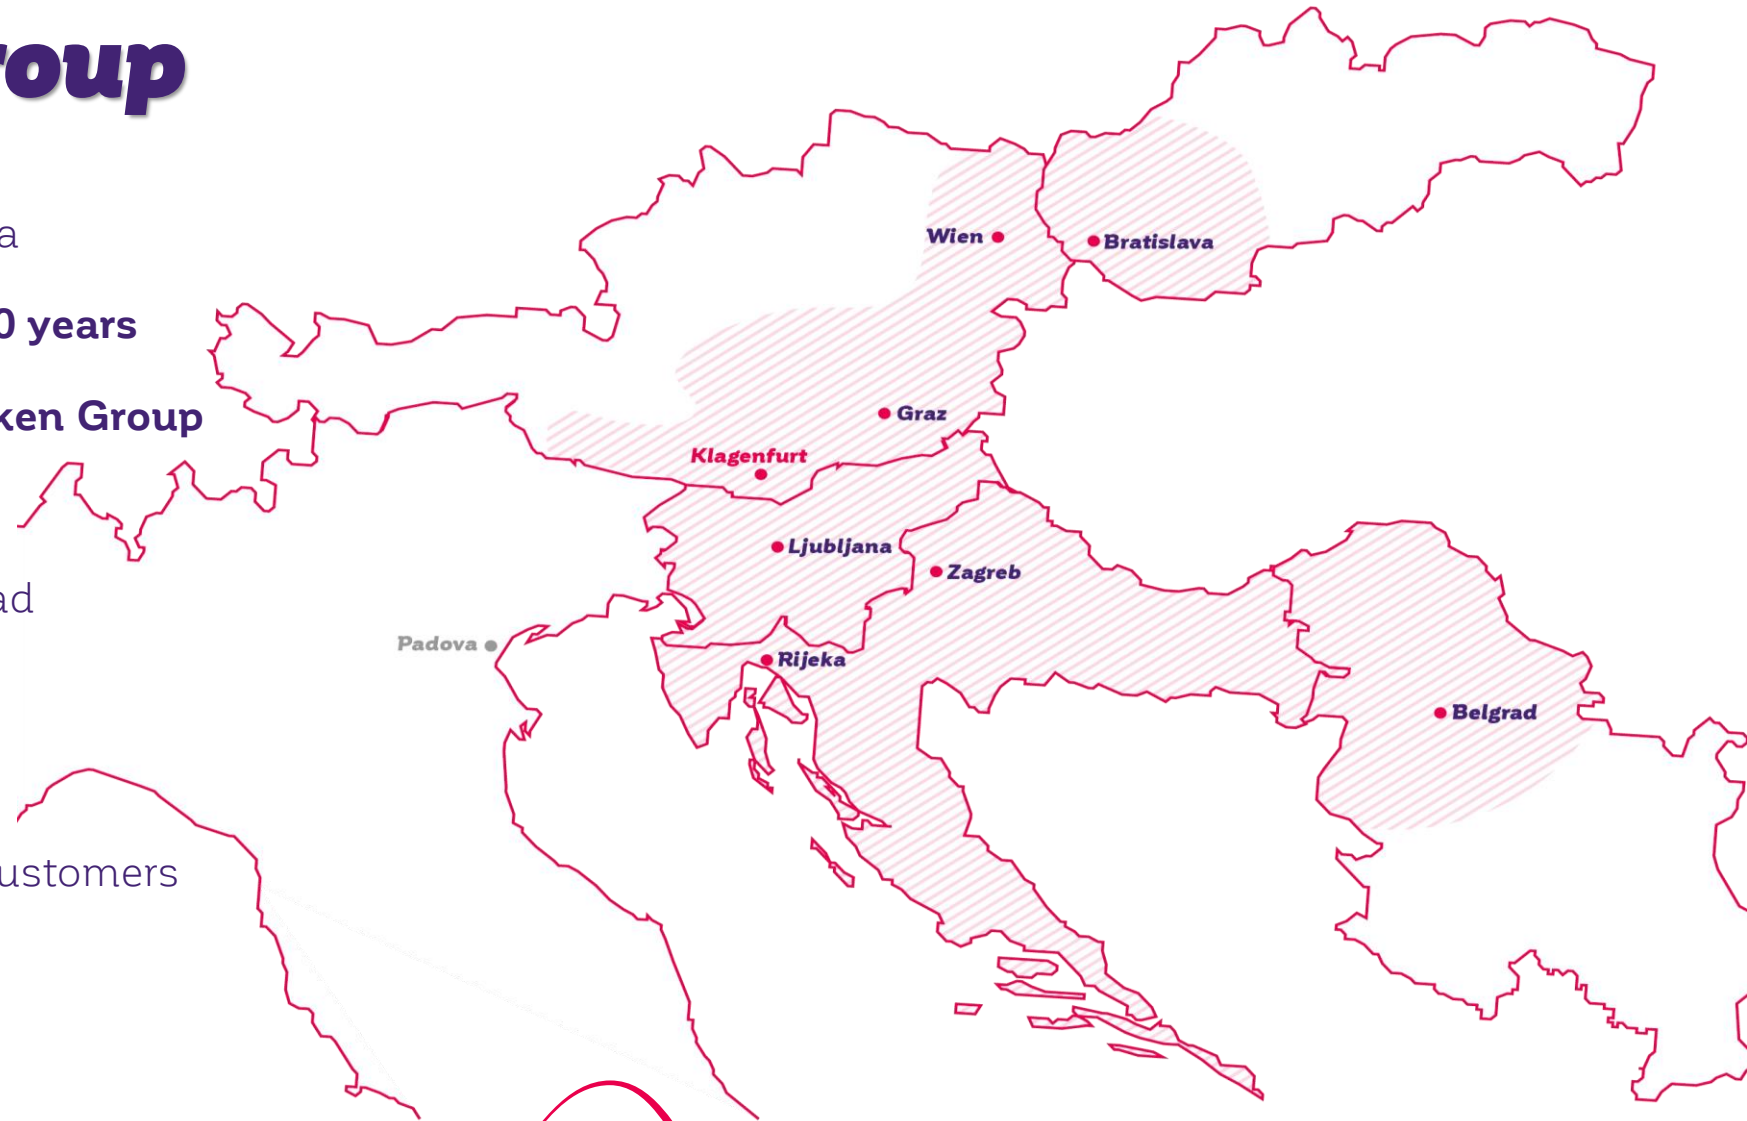 roup
a
0 years
ken Group
ad
ustomers
Wien
Bratislava
Graz
Klagenfurt
Ljubljana
Zagreb
Padova
Rijeka
Belgrad